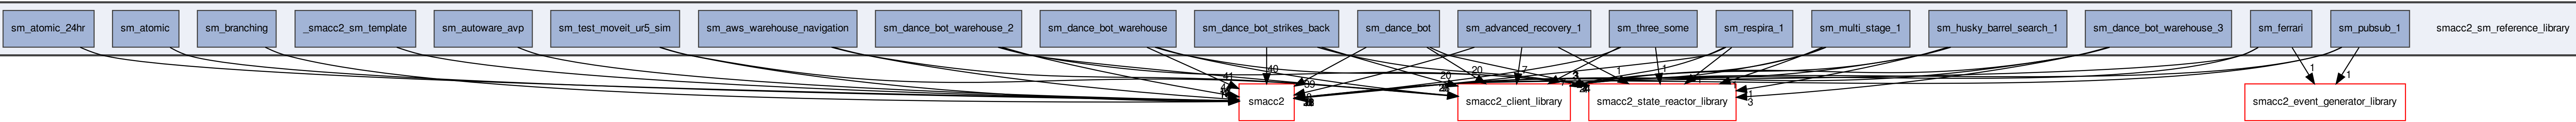 sm_atomic_24hr
sm_atomic
sm_branching
_smacc2_sm_template
sm_autoware_avp
sm_test_moveit_ur5_sim
sm_aws_warehouse_navigation
sm_dance_bot_warehouse_2
sm_dance_bot_warehouse
sm_dance_bot_strikes_back
sm_dance_bot
sm_advanced_recovery_1
sm_three_some
sm_respira_1
sm_multi_stage_1
sm_husky_barrel_search_1
sm_dance_bot_warehouse_3
sm_ferrari
sm_pubsub_1
smacc2_sm_reference_library
40
41
20
20
7
1
1
1
1
3
smacc2
smacc2_client_library
smacc2_state_reactor_library
smacc2_event_generator_library